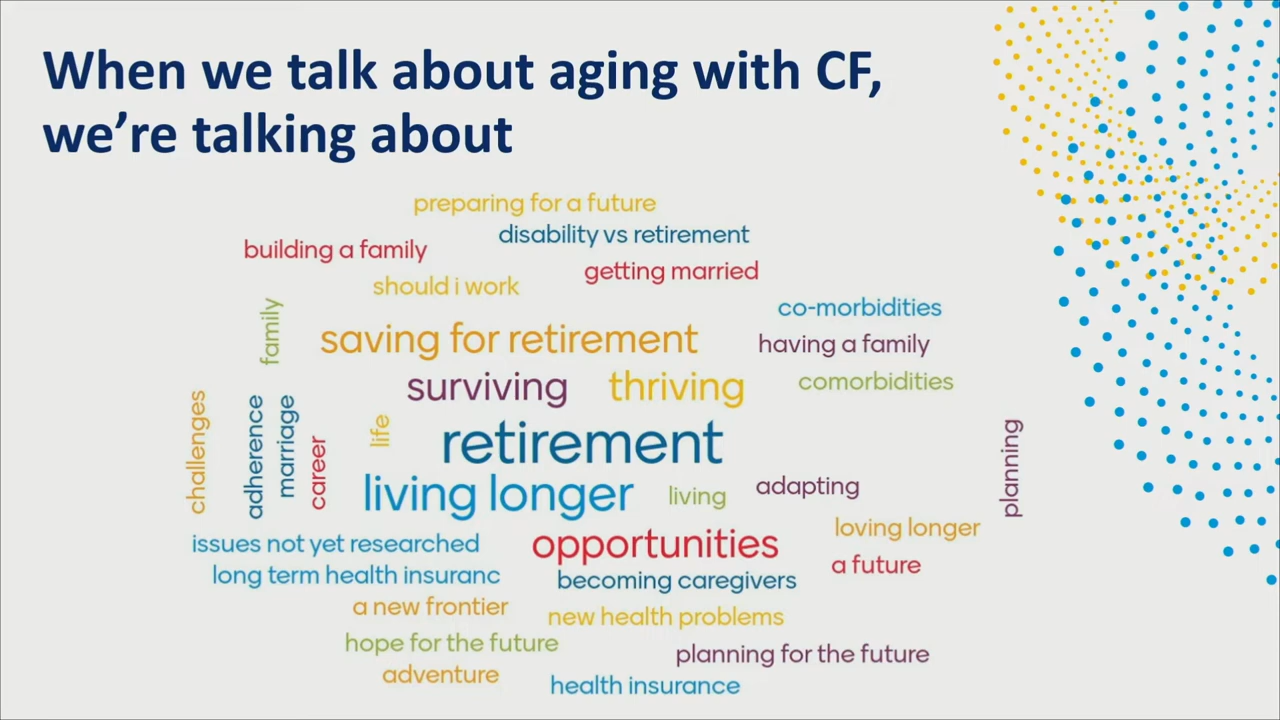 When we talk about aging with CF,
we're talking about
preparing for a future
disability vs retirement
building a family
getting married
should i work
co-morbidities
family
saving for retirement
having a family
surviving
thriving
comorbidities
challenges
adherence
marriage
career
life
retirement
planning
living longer
living
adapting
loving longer
issues not yet researched
opportunities
a future
long term health insuranc
becoming caregivers
a new frontier
new health problems
hope for the future
planning for the future
adventure
health insurance